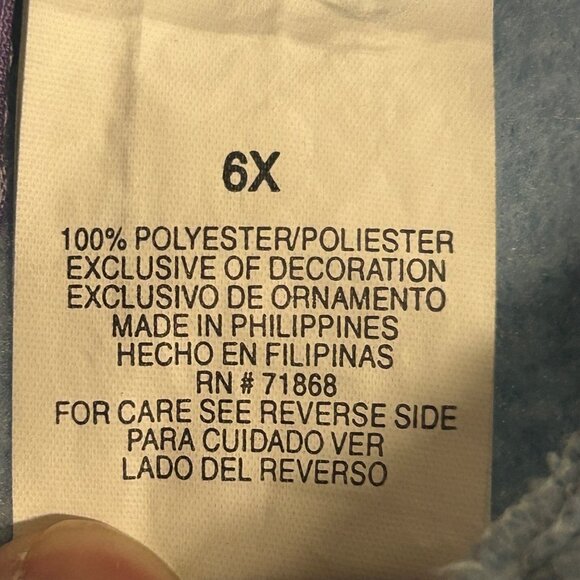 6X
100% POLYESTER/POLIESTER
EXCLUSIVE OF DECORATION
EXCLUSIVO DE ORNAMENTO
MADE IN PHILIPPINES
HECHO EN FILIPINAS
RN # 71868
FOR CARE SEE REVERSE SIDE
PARA CUIDADO VER
LADO DEL REVERSO